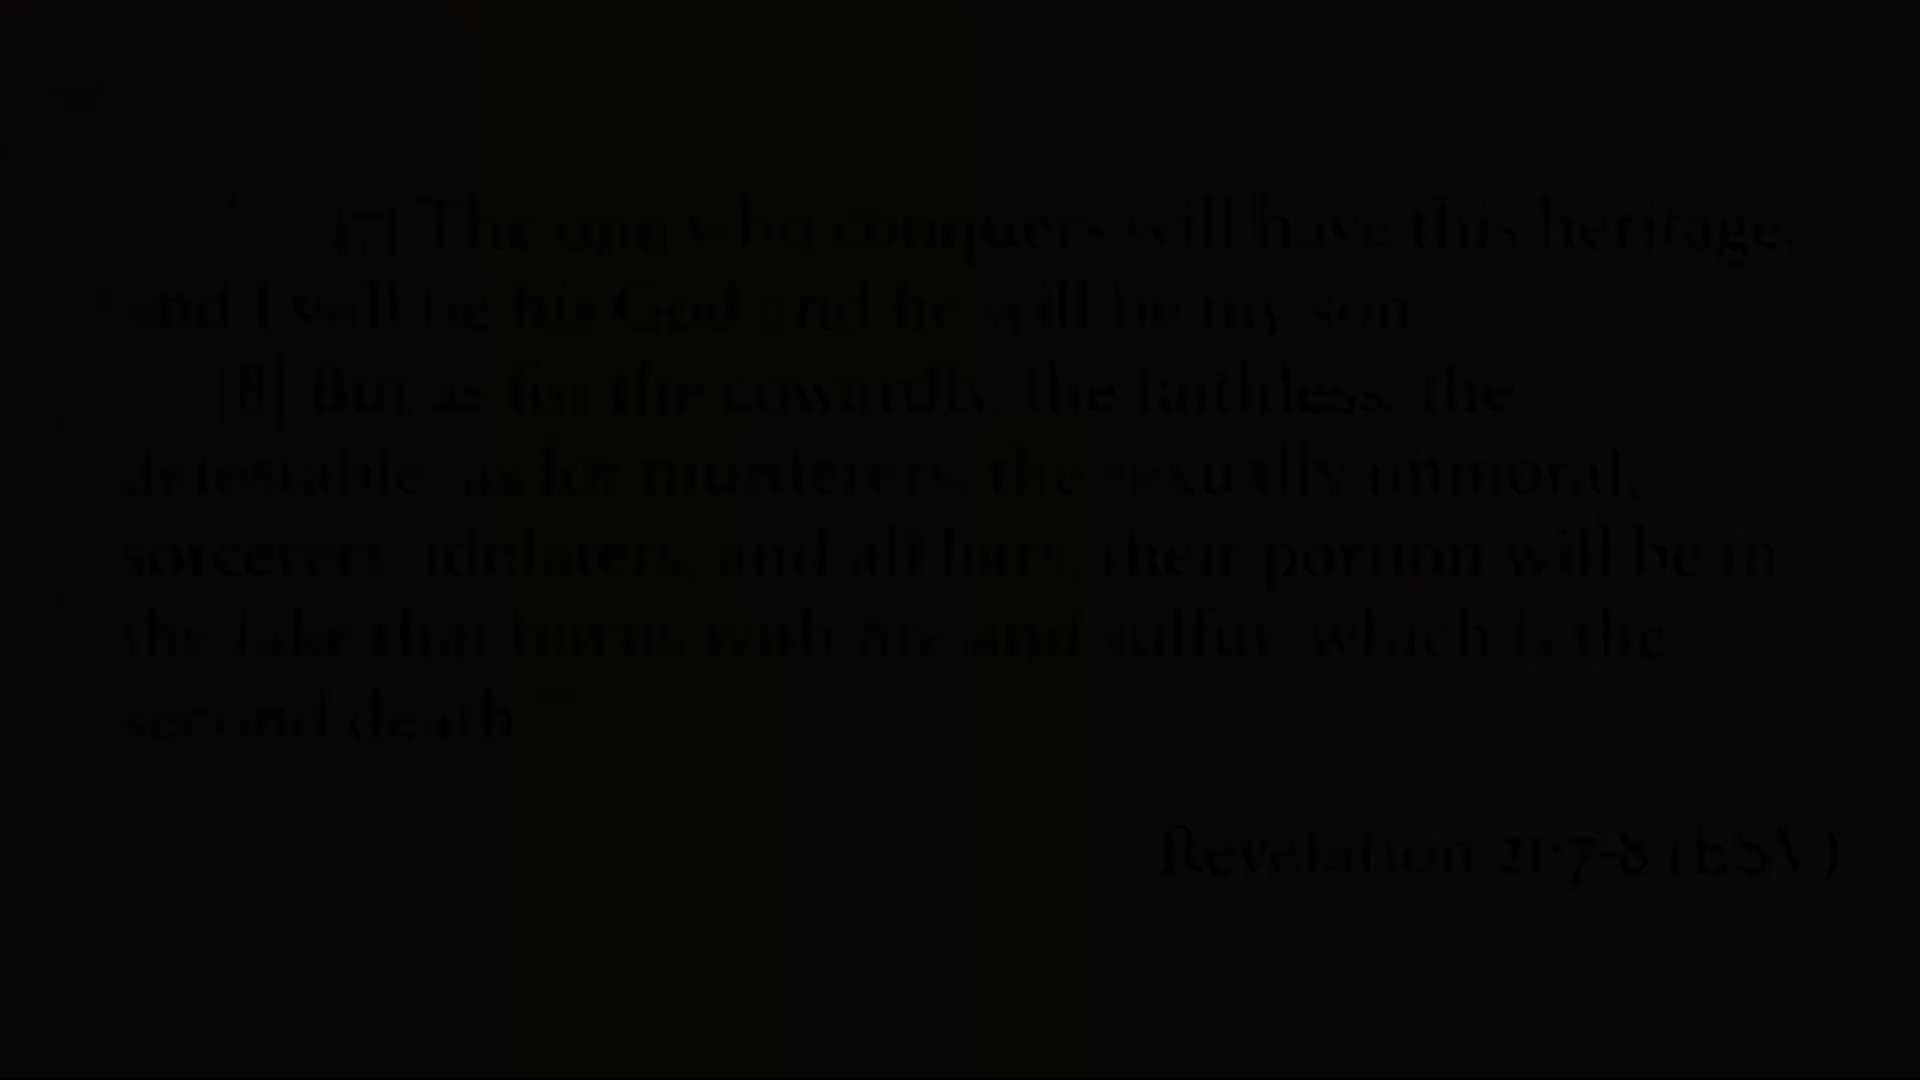 "... [7] The one who conquers will have this heritage,
and I will be his God and he will be my son.
[8] But as for the cowardly, the faithless, the
detestable, as for murderers, the sexually immoral,
sorcerers, idolaters, and all liars, their portion will be in
the lake that burns with fire and sulfur, which is the
second death."
Revelation 21:7-8 (ESV)